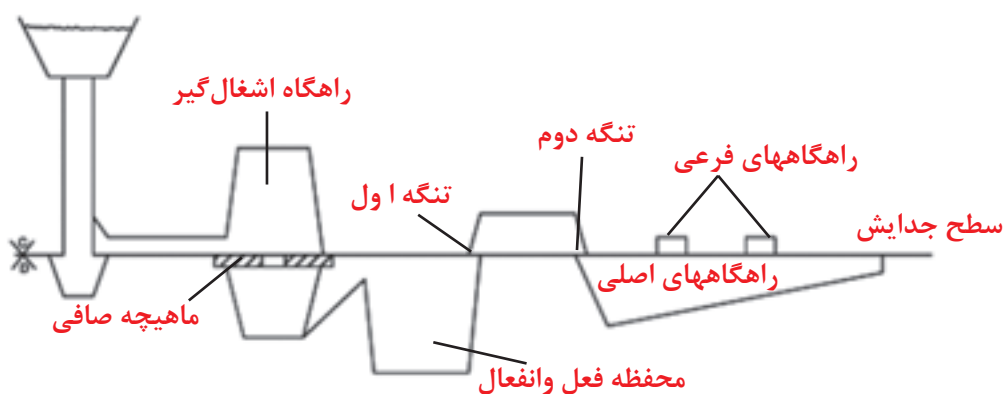 راهگاه اشغال‌گیر
تنگه دوم
راهگاههای فرعی
تنگه ا ول
سطح جدایش
راهگاههای اصلی
ماهیچه صافی
محفظه فعل وانفعال